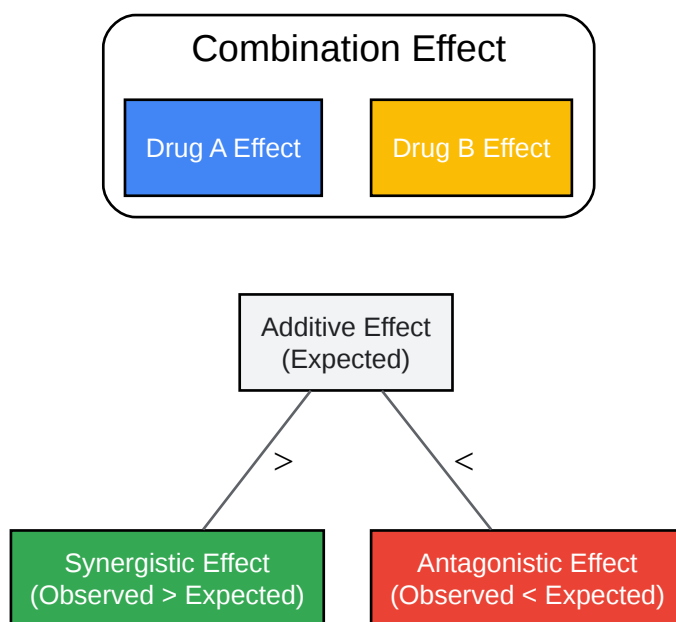 Combination Effect
Drug A Effect
Drug B Effect
Additive Effect
(Expected)
>
<
Synergistic Effect
(Observed > Expected)
Antagonistic Effect
(Observed < Expected)